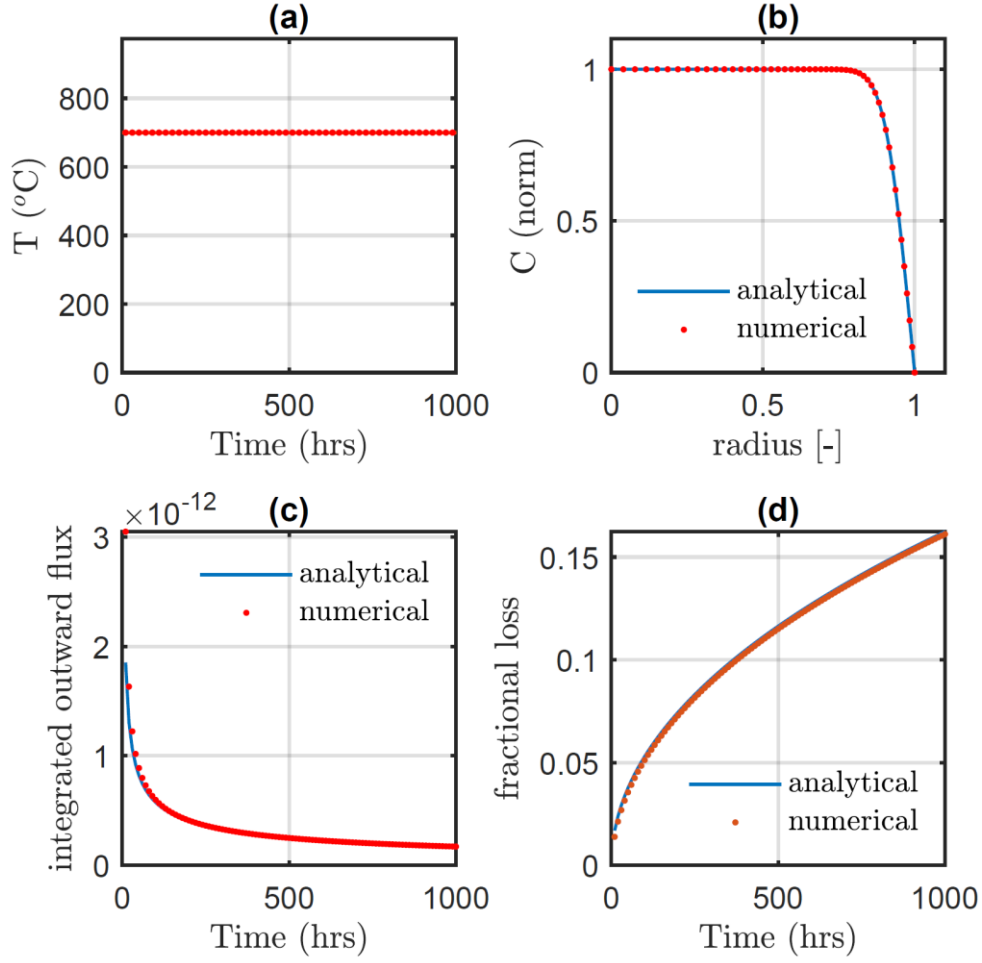 (a)
T (°C)
800
600
400
200
0
0 500 1000
Time (hrs)
(b)
C (norm)
1
0.5
0
analytical
numerical
0 0.5 1
radius [-]
(c)
×10⁻¹²
integrated outward flux
3
2
1
0
analytical
numerical
0 500 1000
Time (hrs)
(d)
fractional loss
0.15
0.1
0.05
0
analytical
numerical
0 500 1000
Time (hrs)